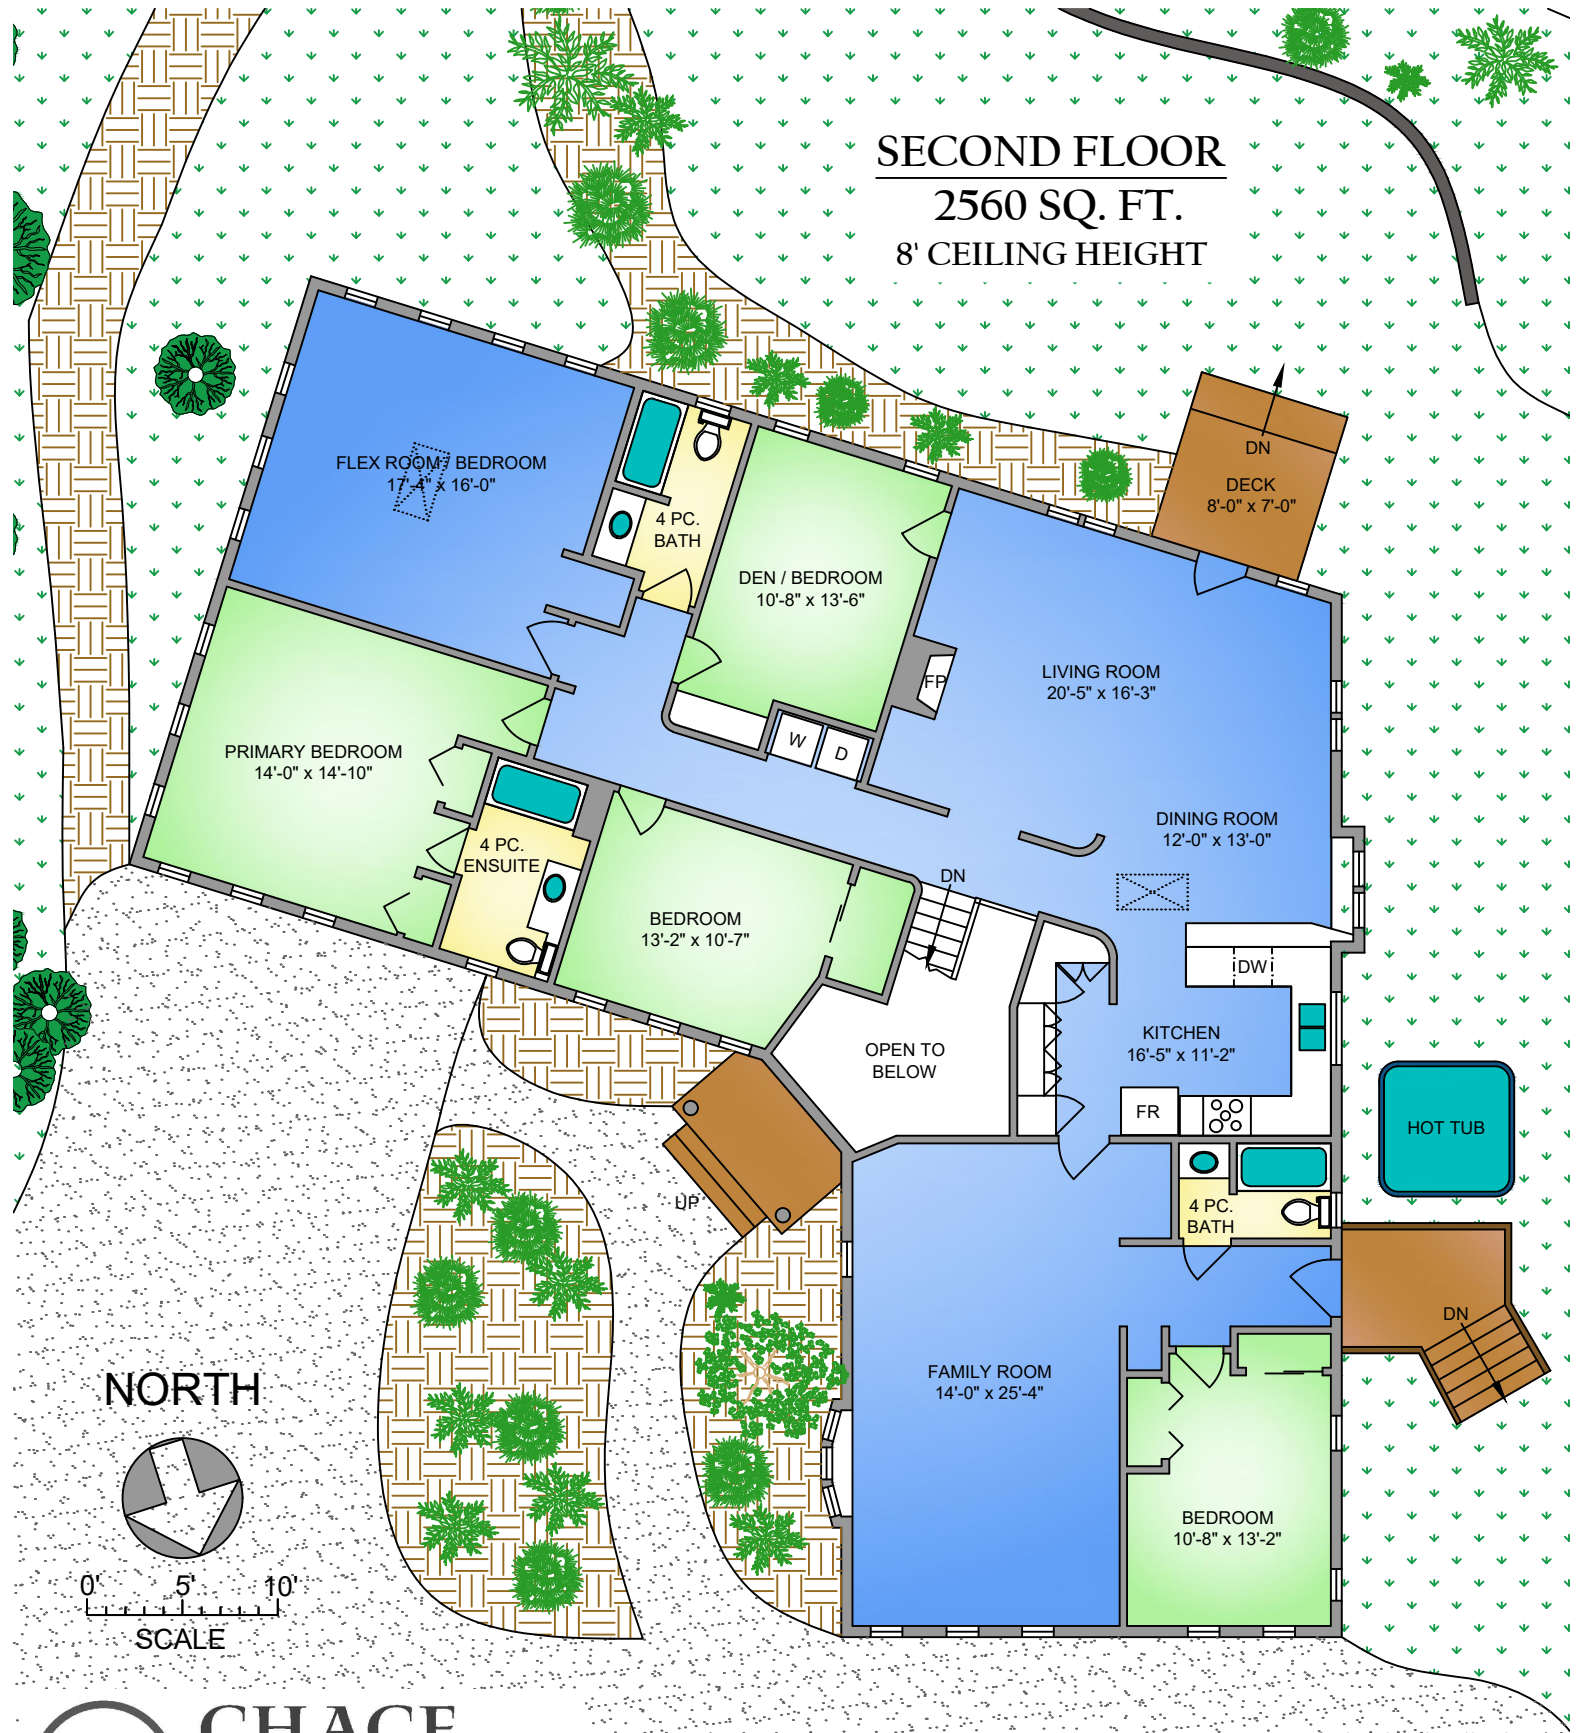 SECOND FLOOR
2560 SQ. FT.
8' CEILING HEIGHT
DN
DECK
8'-0" x 7'-0"
FLEX ROOM / BEDROOM
17'-4" x 16'-0"
4 PC.
BATH
DEN / BEDROOM
10'-8" x 13'-6"
FP
LIVING ROOM
20'-5" x 16'-3"
W
D
PRIMARY BEDROOM
14'-0" x 14'-10"
DINING ROOM
12'-0" x 13'-0"
4 PC.
ENSUITE
BEDROOM
13'-2" x 10'-7"
DN
DW
KITCHEN
16'-5" x 11'-2"
OPEN TO
BELOW
FR
HOT TUB
UP
4 PC.
BATH
DN
FAMILY ROOM
14'-0" x 25'-4"
BEDROOM
10'-8" x 13'-2"
NORTH
0' 5' 10'
SCALE
CHACE